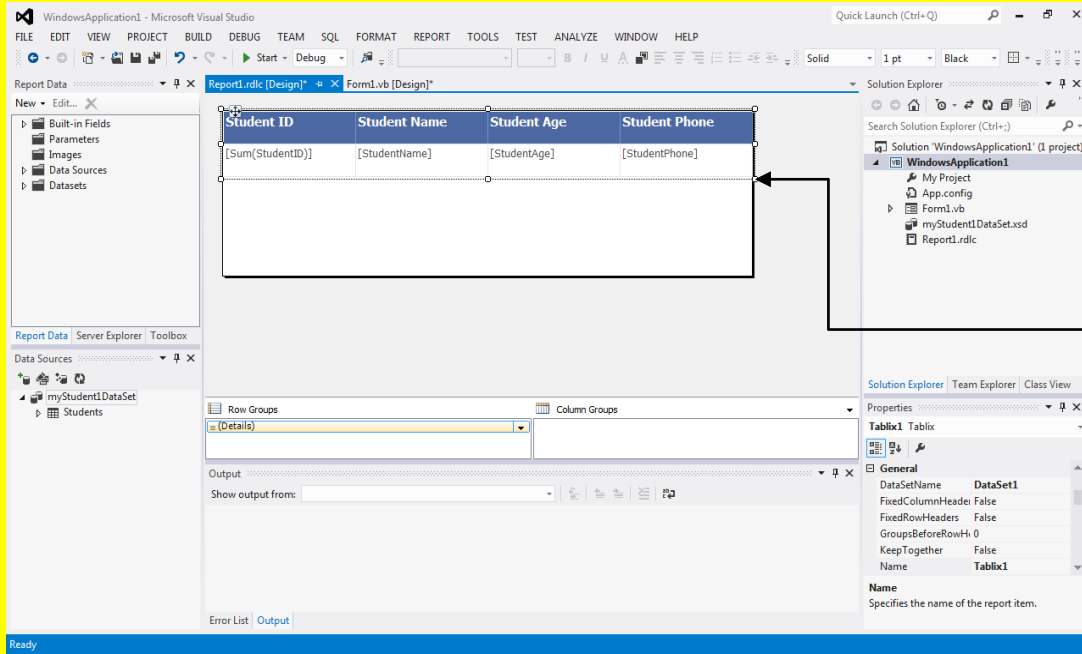 WindowsApplication1 - Microsoft Visual Studio
Quick Launch (Ctrl+Q)
FILE EDIT VIEW PROJECT BUILD DEBUG TEAM SQL FORMAT REPORT TOOLS TEST ANALYZE WINDOW HELP
Start Debug B I U A Solid 1 pt Black
Report Data
New Edit...
Built-in Fields
Parameters
Images
Data Sources
Datasets
Report Data Server Explorer Toolbox
Data Sources
myStudent1DataSet
Students
Report1.rdlc [Design]* Form1.vb [Design]*
Student ID Student Name Student Age Student Phone
[Sum(StudentID)] [StudentName] [StudentAge] [StudentPhone]
Row Groups Column Groups
(Details)
Output
Show output from:
Error List Output
Solution Explorer
Search Solution Explorer (Ctrl+;)
Solution 'WindowsApplication1' (1 project)
VB WindowsApplication1
My Project
App.config
Form1.vb
myStudent1DataSet.xsd
Report1.rdlc
Solution Explorer Team Explorer Class View
Properties
Tablix1 Tablix
General
DataSetName DataSet1
FixedColumnHeader False
FixedRowHeaders False
GroupsBeforeRowH 0
KeepTogether False
Name Tablix1
Name
Specifies the name of the report item.
Ready